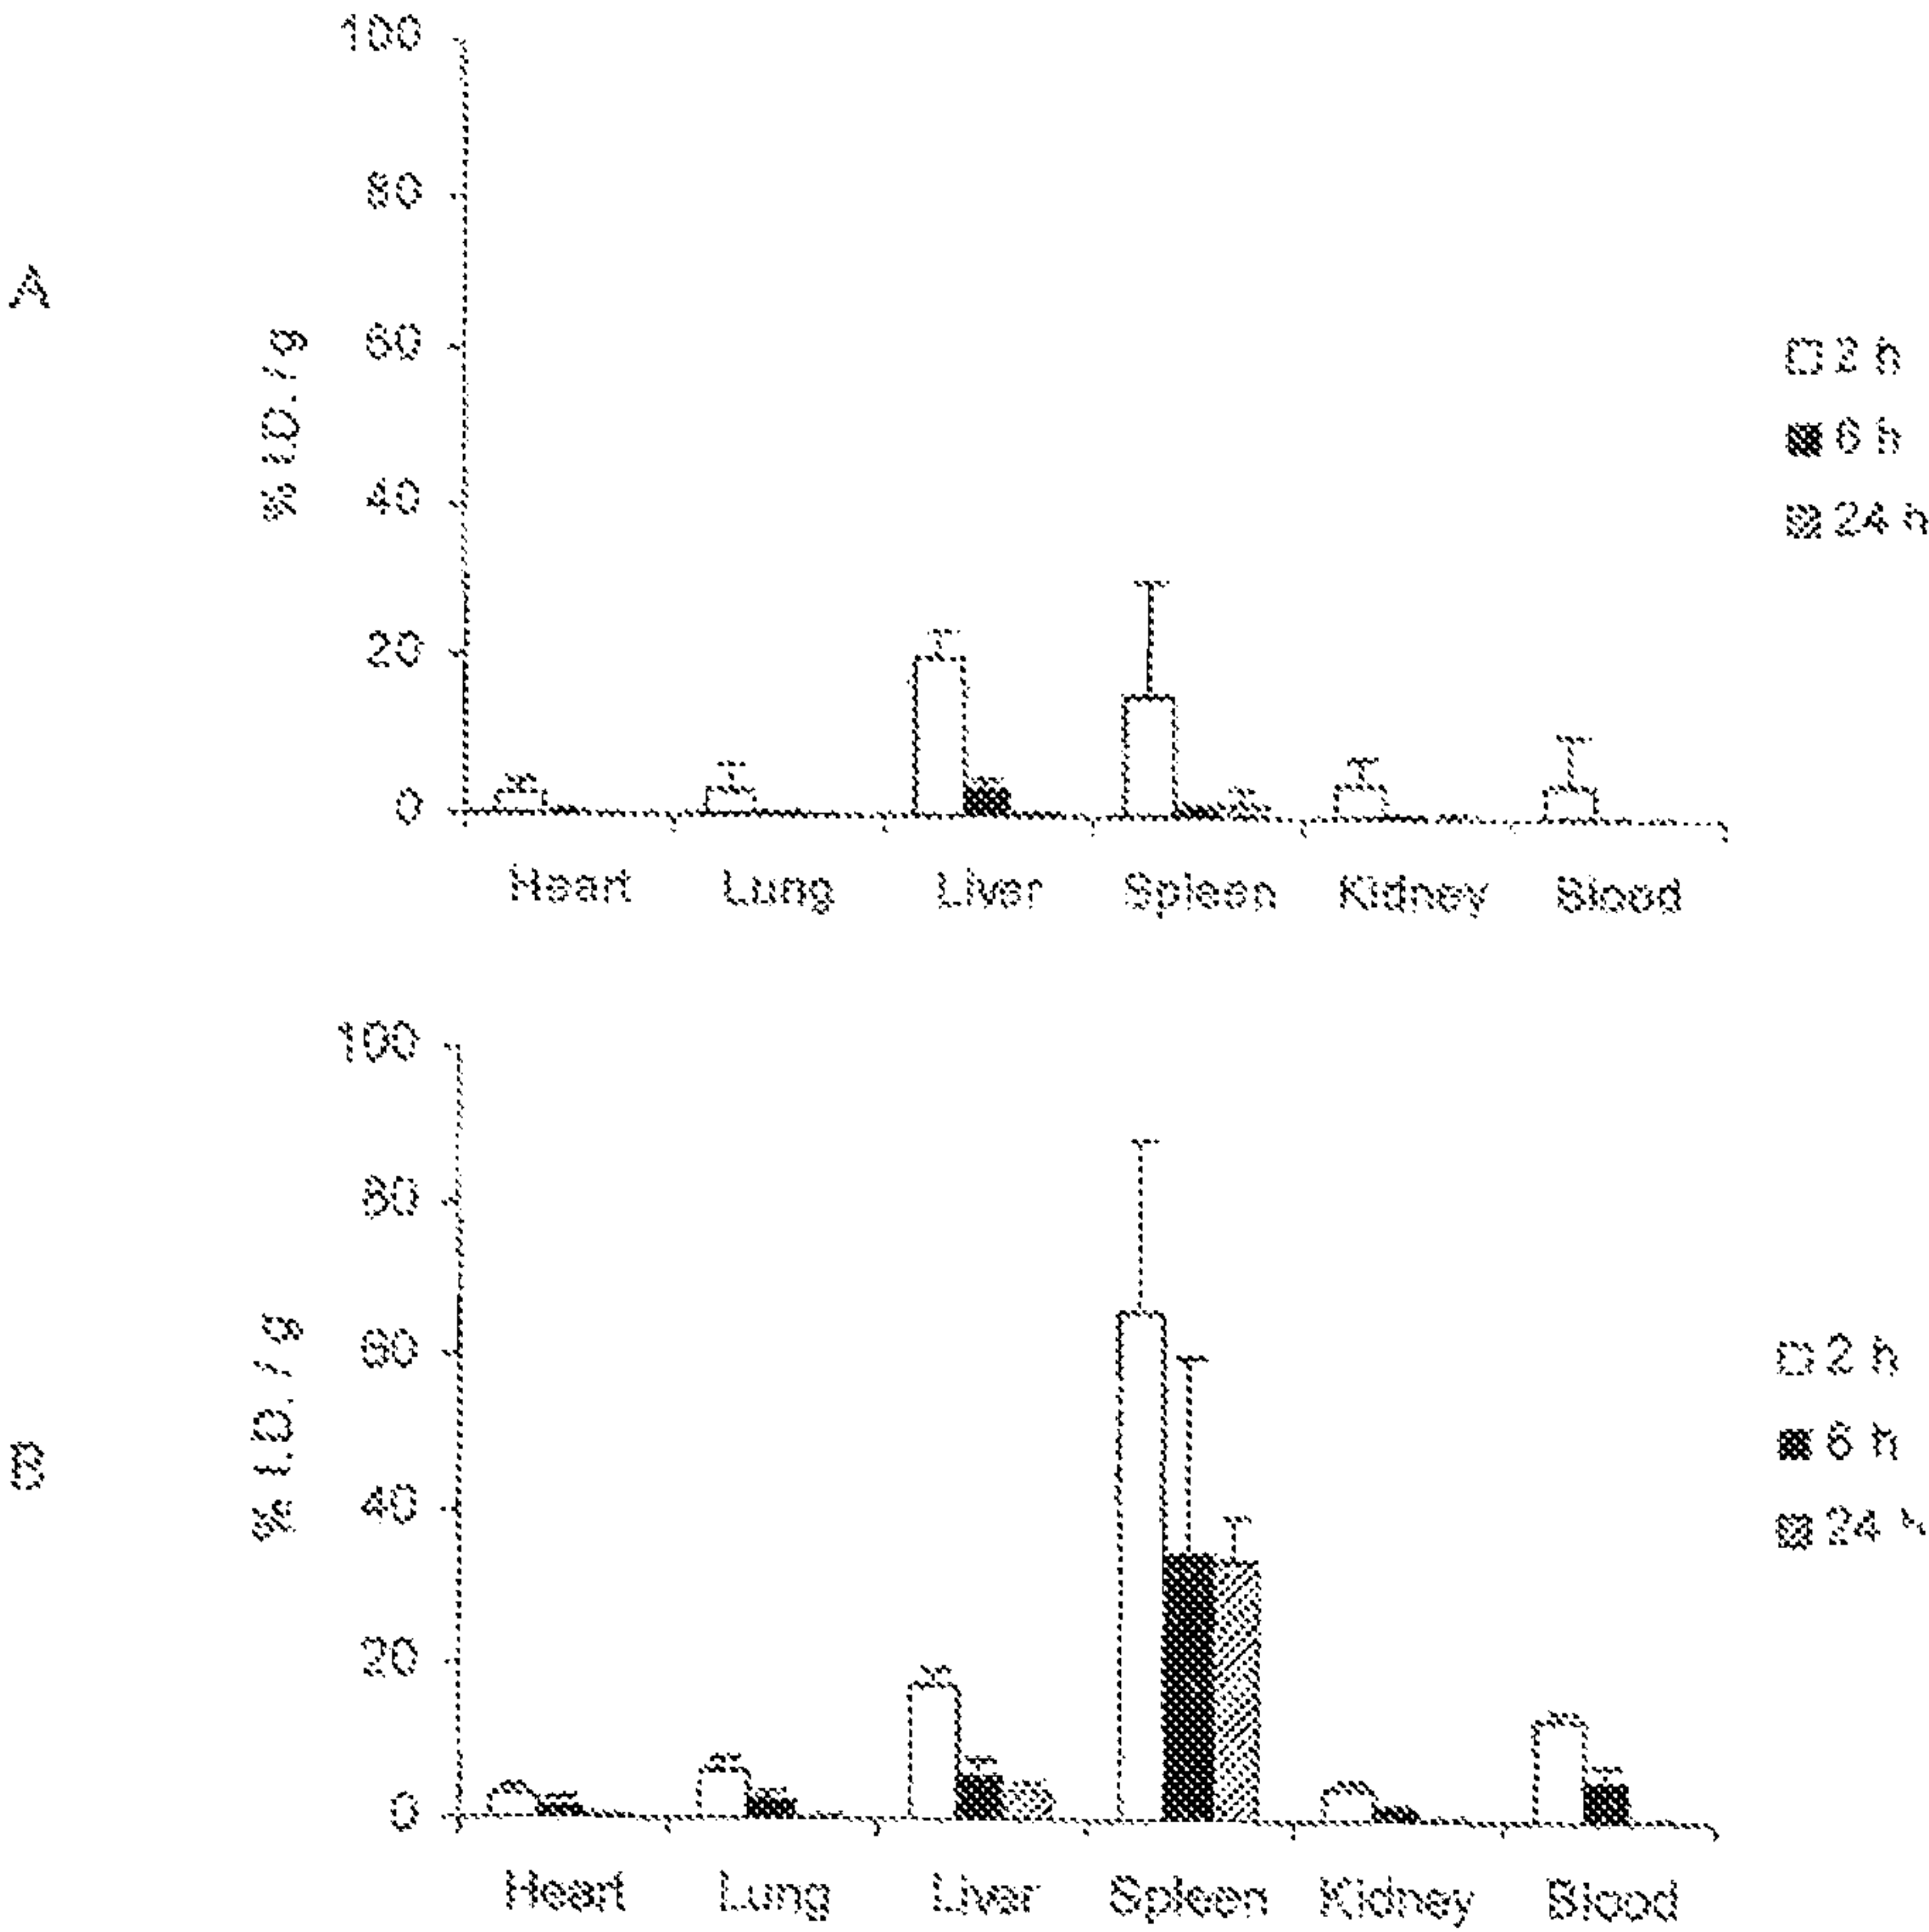 100
80
A
60
% I.D. / g
2 h
6 h
40
24 h
20
0
Heart Lung Liver Spleen Kidney Blood
100
80
60
% I.D. / g
2 h
6 h
B
40
24 h
20
0
Heart Lung Liver Spleen Kidney Blood